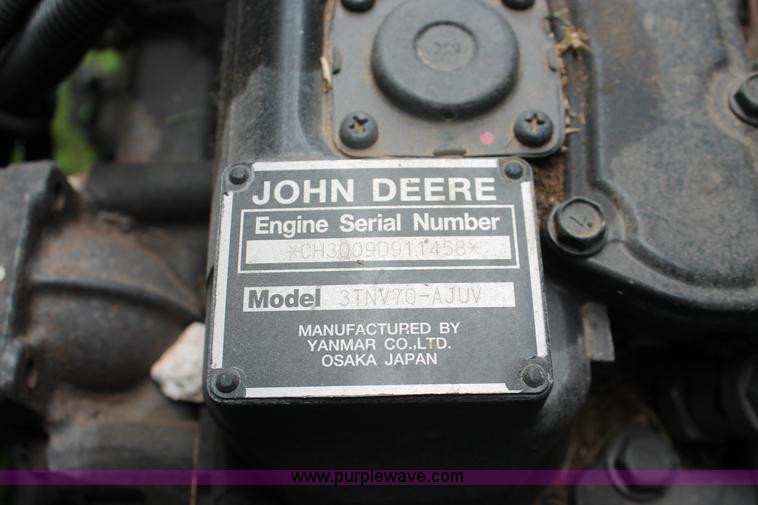 JOHN DEERE
Engine Serial Number
*CH3009D911458*
Model 3TNV70-AJUV
MANUFACTURED BY
YANMAR CO.,LTD.
OSAKA JAPAN
www.purplewave.com